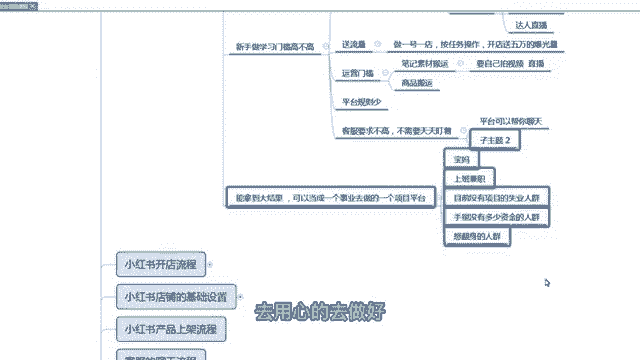 达人直播
新手做学习门槛高不高
送流量
做一号一店，按任务操作，开店送五万的曝光量
运营门槛
笔记素材搬运
要自己拍视频 直播
商品搬运
平台规则少
客服要求不高，不需要天天盯着
平台可以帮你聊天
子主题 2
宝妈
上班兼职
能拿到大结果，可以当成一个事业去做的一个项目平台
目前没有项目的失业人群
手里没有多少资金的人群
想翻身的人群
小红书开店流程
小红书店铺的基础设置
去用心的去做好
小红书产品上架流程